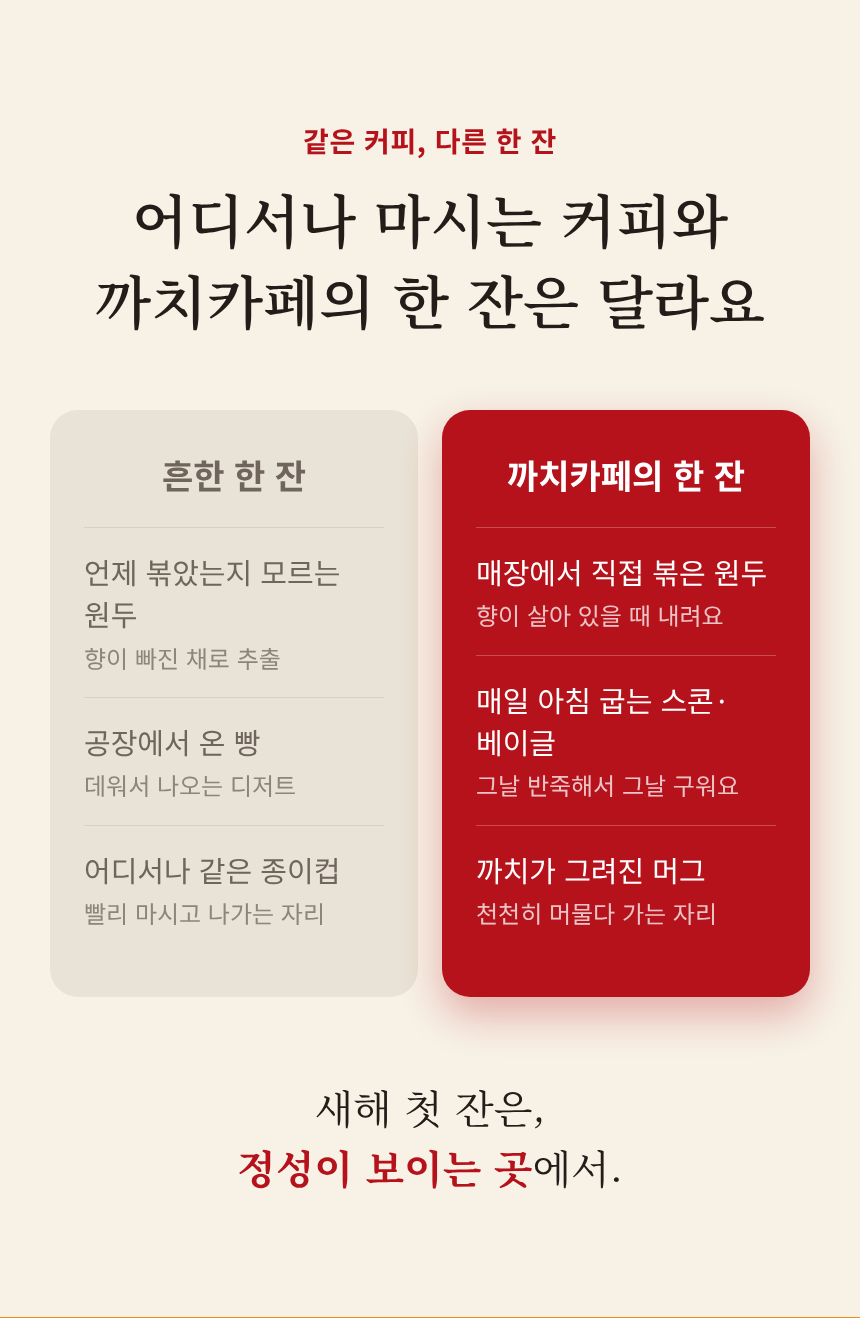 같은 커피, 다른 한 잔
어디서나 마시는 커피와
까치카페의 한 잔은 달라요
흔한 한 잔
언제 볶았는지 모르는
원두
향이 빠진 채로 추출
공장에서 온 빵
데워서 나오는 디저트
어디서나 같은 종이컵
빨리 마시고 나가는 자리
까치카페의 한 잔
매장에서 직접 볶은 원두
향이 살아 있을 때 내려요
매일 아침 굽는 스콘·
베이글
그날 반죽해서 그날 구워요
까치가 그려진 머그
천천히 머물다 가는 자리
새해 첫 잔은,
정성이 보이는 곳에서.